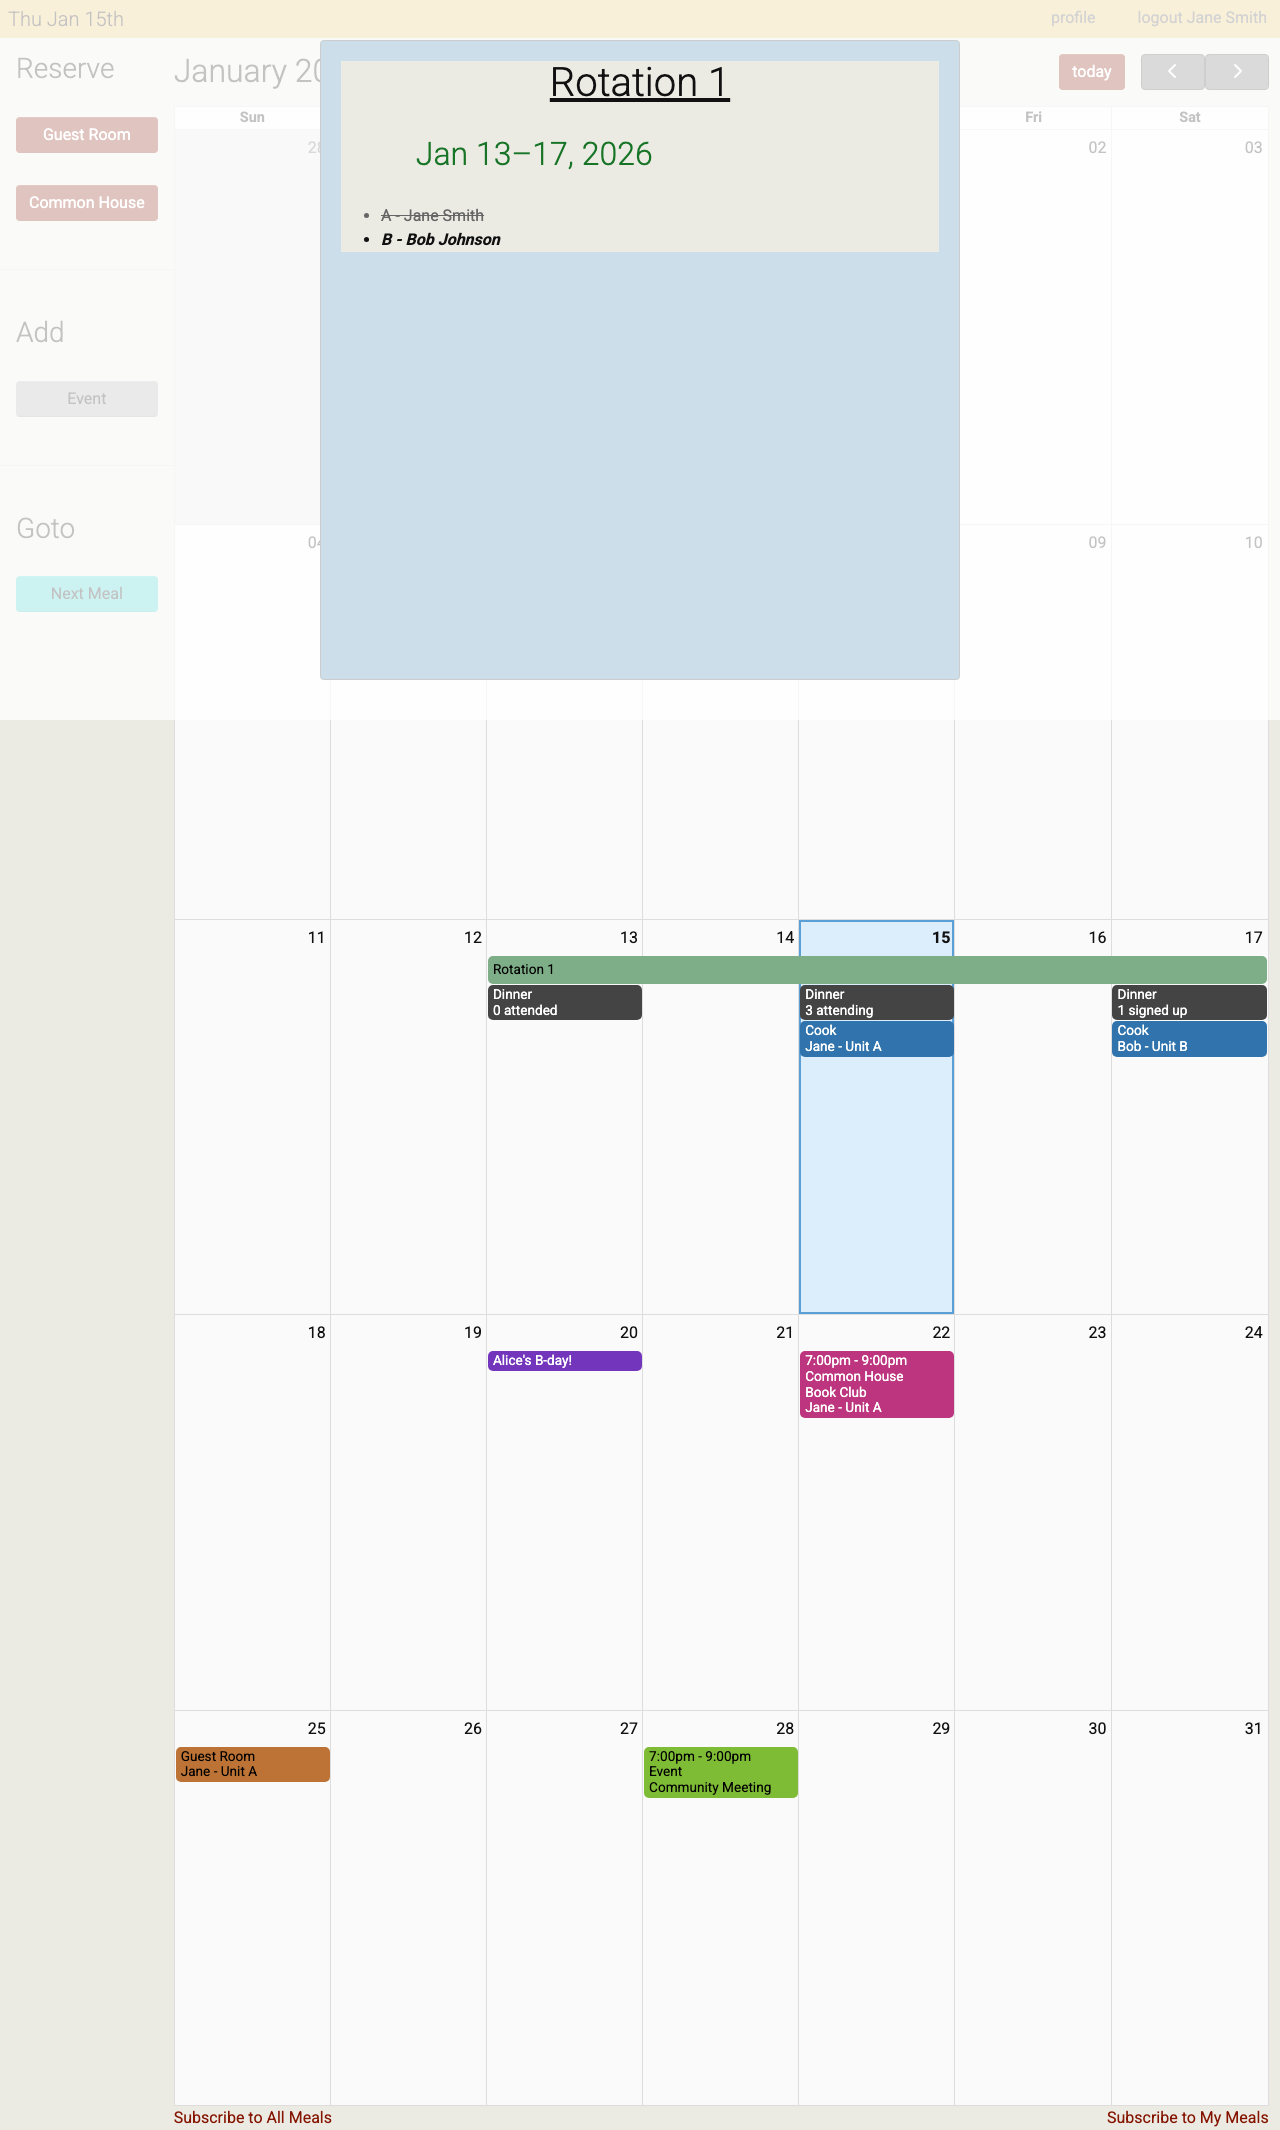 Thu Jan 15th
profile
logout Jane Smith
Reserve
Guest Room
Common House
Add
Event
Goto
Next Meal
January 20
today
Rotation 1
Jan 13–17, 2026
A - Jane Smith
B - Bob Johnson
Sun
Fri
Sat
28
02
03
04
09
10
11
12
13
14
15
16
17
Rotation 1
Dinner
0 attended
Dinner
3 attending
Cook
Jane - Unit A
Dinner
1 signed up
Cook
Bob - Unit B
18
19
20
21
22
23
24
Alice's B-day!
7:00pm - 9:00pm
Common House
Book Club
Jane - Unit A
25
26
27
28
29
30
31
Guest Room
Jane - Unit A
7:00pm - 9:00pm
Event
Community Meeting
Subscribe to All Meals
Subscribe to My Meals